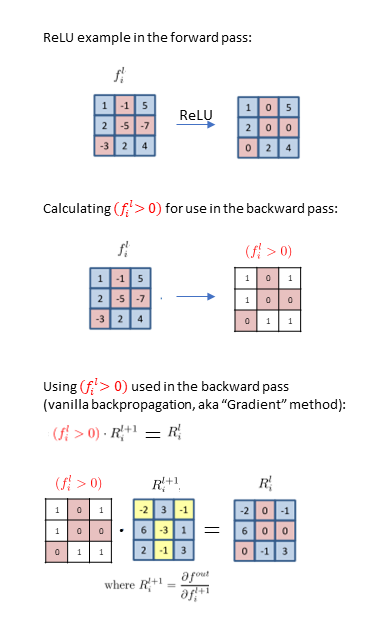 ReLU example in the forward pass:
f_i^l
1 -1 5
2 -5 -7
-3 2 4
ReLU
1 0 5
2 0 0
0 2 4
Calculating (f_i^l > 0) for use in the backward pass:
f_i^l
(f_i^l > 0)
1 -1 5
2 -5 -7
-3 2 4
1 0 1
1 0 0
0 1 1
Using (f_i^l > 0) used in the backward pass
(vanilla backpropagation, aka “Gradient” method):
(f_i^l > 0) · R_i^{l+1} = R_i^l
(f_i^l > 0)
R_i^{l+1}
R_i^l
1 0 1
1 0 0
0 1 1
·
-2 3 -1
6 -3 1
2 -1 3
=
-2 0 -1
6 0 0
0 -1 3
where R_i^{l+1} = ∂f^{out} / ∂f_i^{l+1}